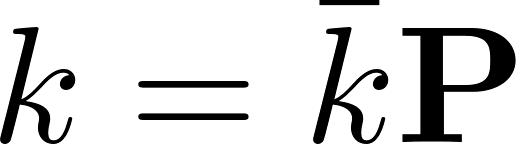 k = k̄P